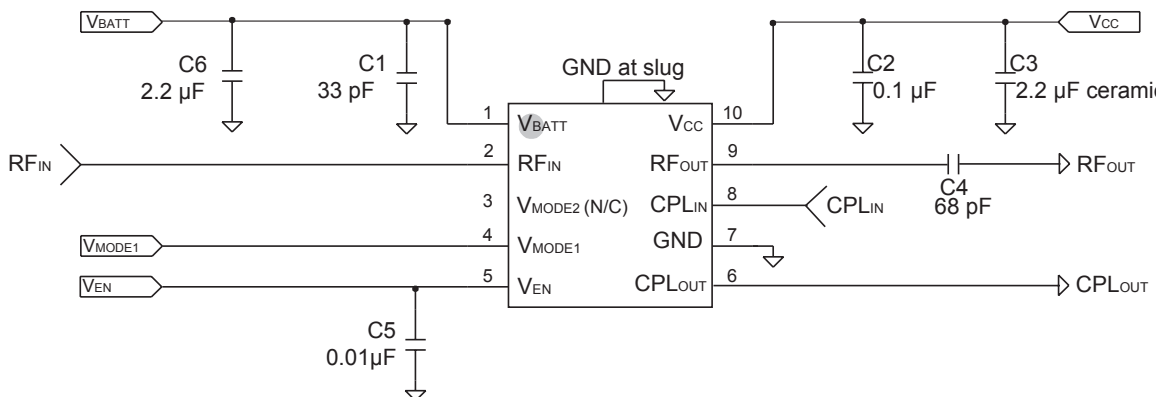 VBATT
VCC
C6
2.2 µF
C1
33 pF
GND at slug
C2
0.1 µF
C3
2.2 µF ceramic
1
VBATT
VCC
10
RFIN
2
RFIN
RFOUT
9
C4
68 pF
RFOUT
3
VMODE2 (N/C)
CPLIN
8
CPLIN
VMODE1
4
VMODE1
GND
7
VEN
5
VEN
CPLOUT
6
CPLOUT
C5
0.01µF